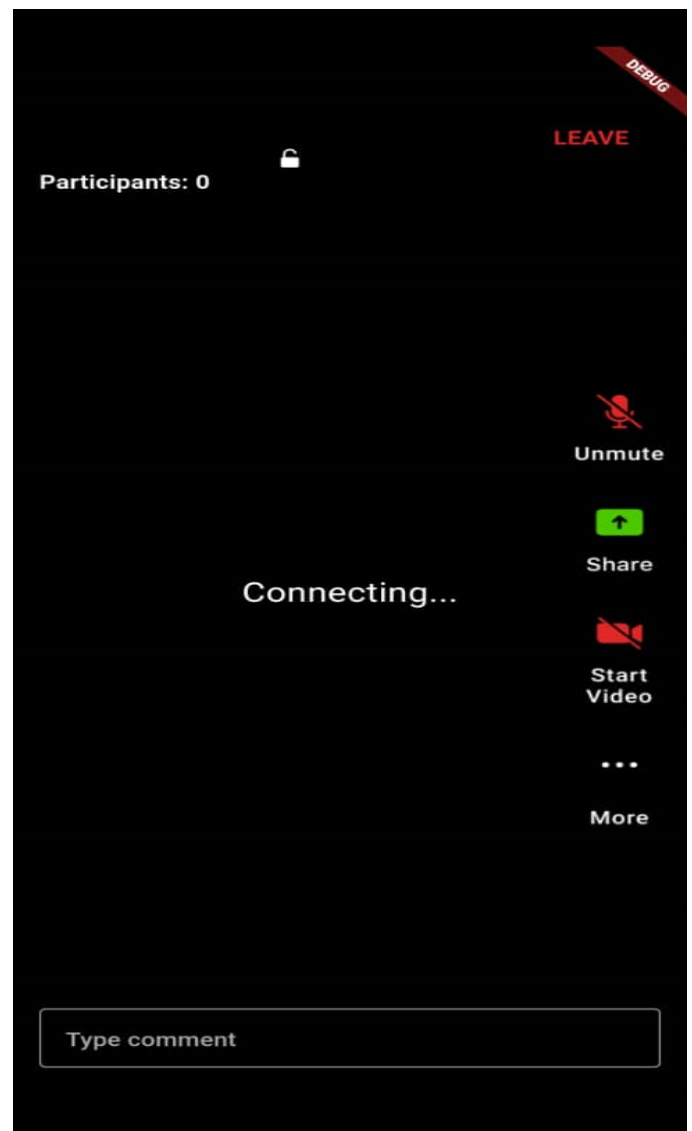 DEBUG
LEAVE
Participants: 0
Unmute
Share
Connecting...
Start
Video
More
Type comment